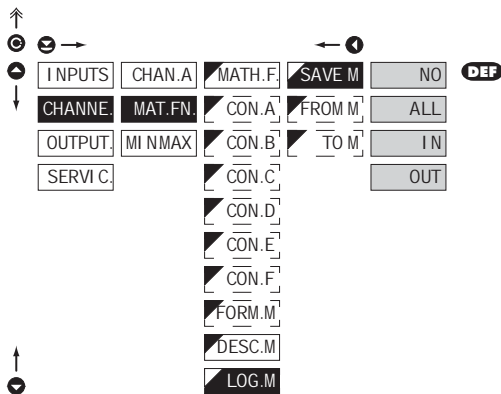 DEF
INPUTS CHAN.A MATH.F. SAVE M NO
CHANNE. MAT.FN. CON.A FROM M ALL
OUTPUT. MINMAX CON.B TO M IN
SERVIC. CON.C OUT
CON.D
CON.E
CON.F
FORM.M
DESC.M
LOG.M